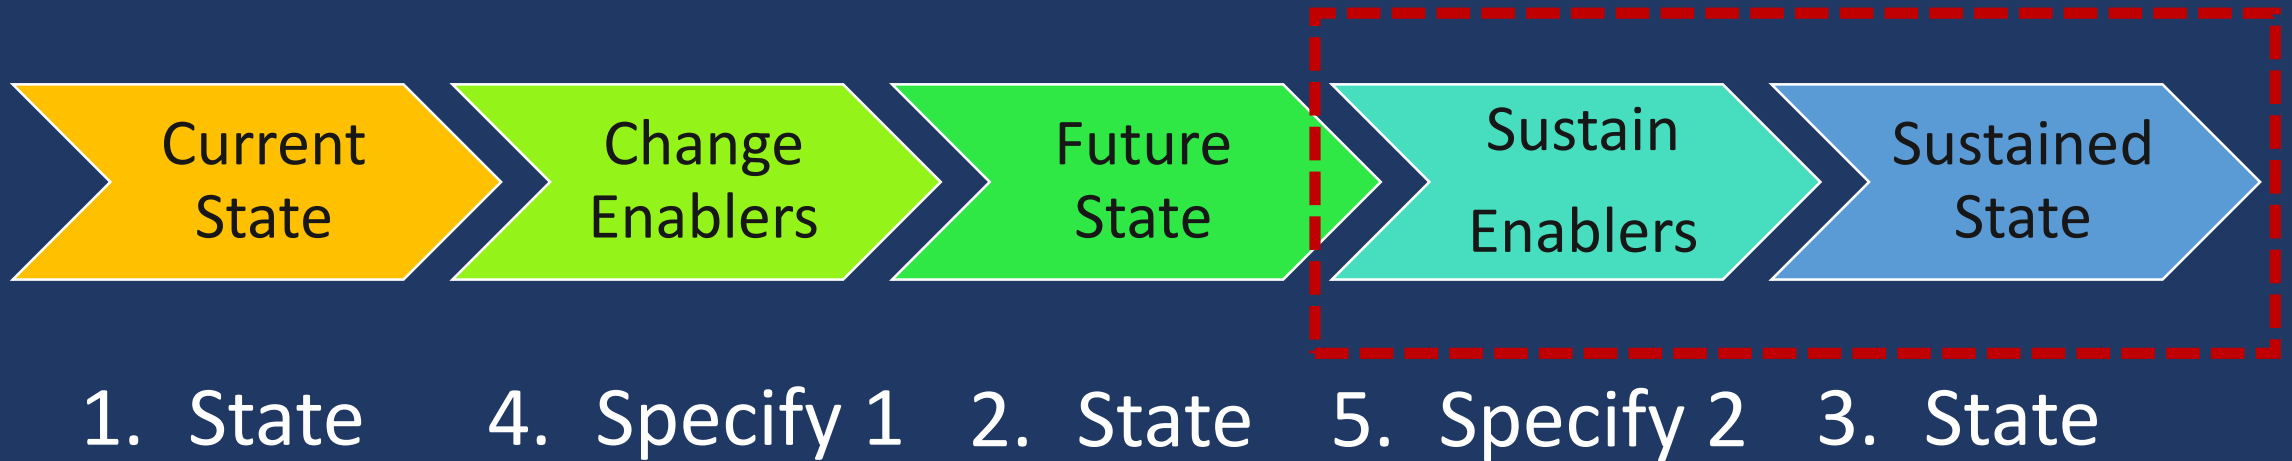 Current
State
Change
Enablers
Future
State
Sustain
Enablers
Sustained
State
1. State
4. Specify 1
2. State
5. Specify 2
3. State